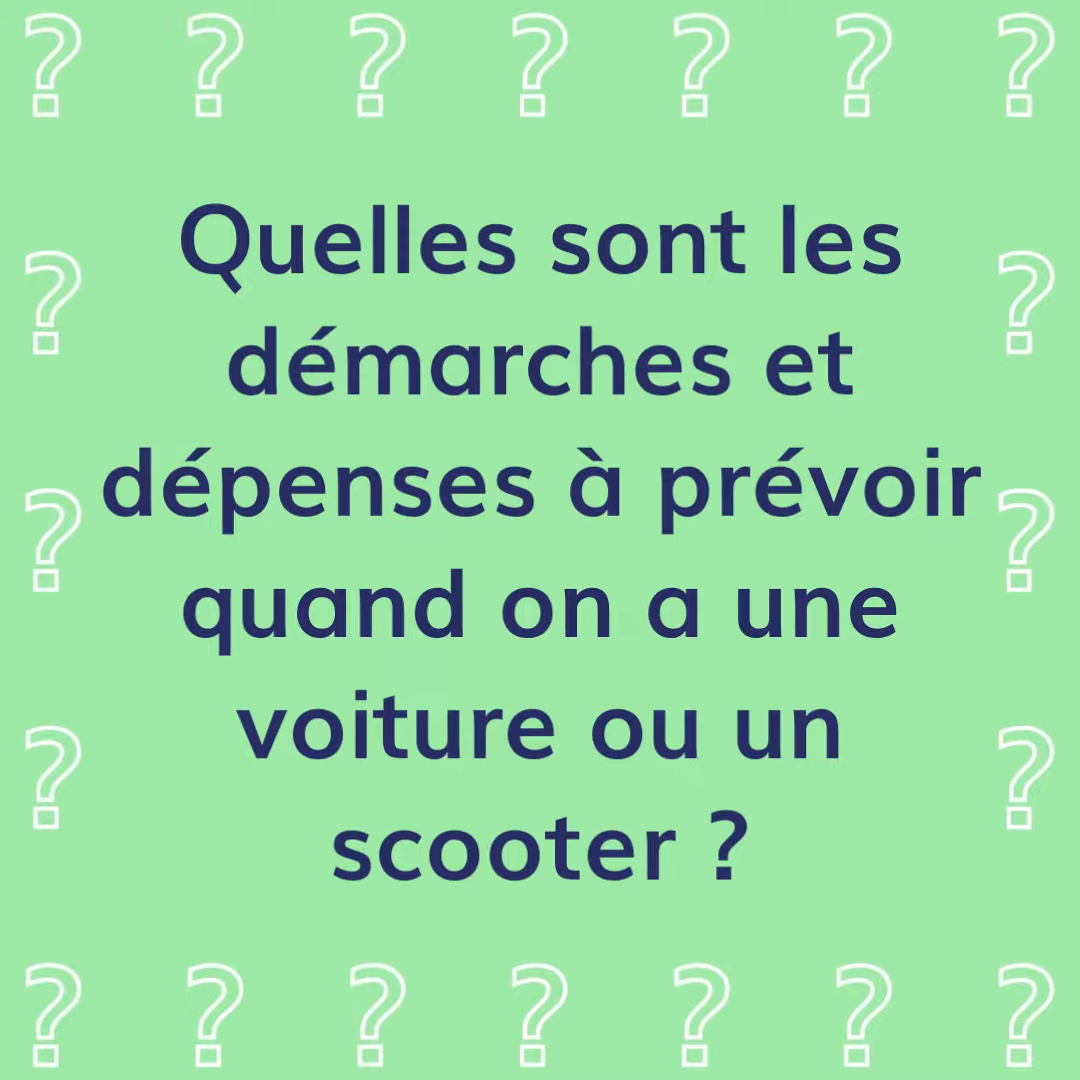 ? ? ? ? ? ? ?
Quelles sont les
? ?
démarches et
dépenses à prévoir
? ?
quand on a une
voiture ou un
? ?
scooter ?
? ? ? ? ? ? ?